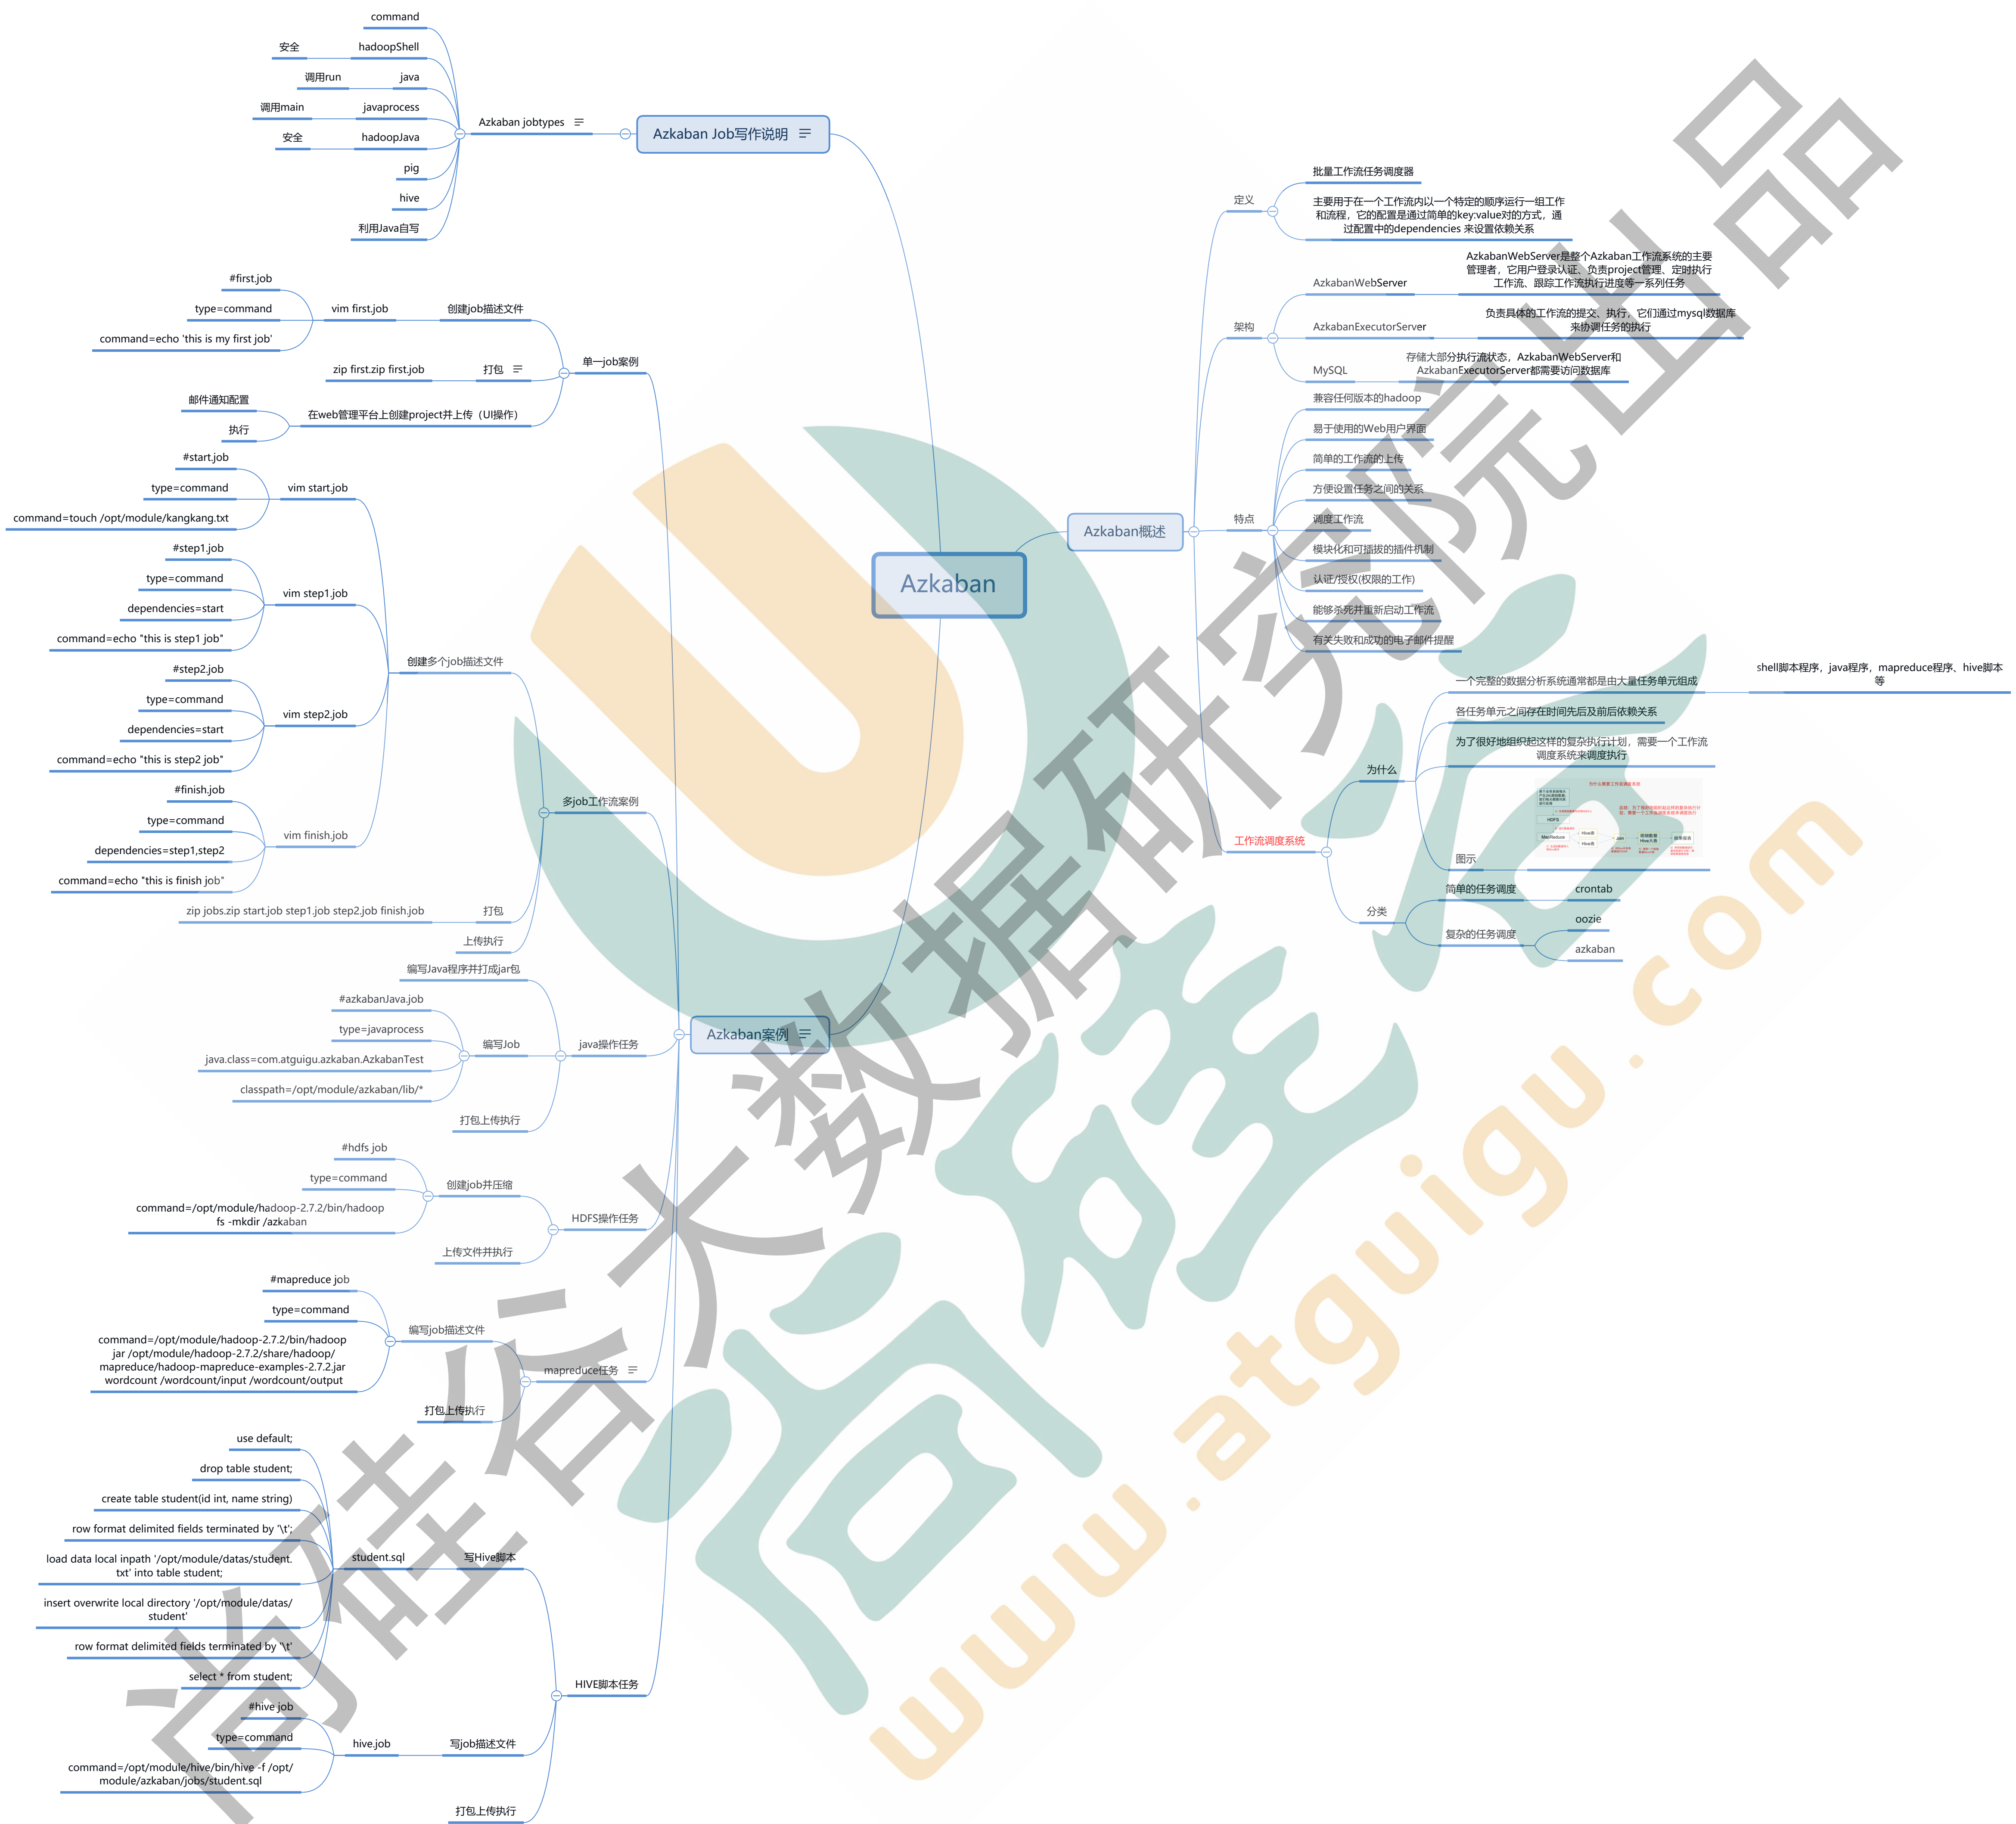 Azkaban
Azkaban Job写作说明
Azkaban jobtypes
command
hadoopShell
安全
java
调用run
javaprocess
调用main
hadoopJava
安全
pig
hive
利用Java自写
Azkaban概述
定义
批量工作流任务调度器
主要用于在一个工作流内以一个特定的顺序运行一组工作
和流程，它的配置是通过简单的key:value对的方式，通
过配置中的dependencies 来设置依赖关系
架构
AzkabanWebServer
AzkabanWebServer是整个Azkaban工作流系统的主要
管理者，它用户登录认证、负责project管理、定时执行
工作流、跟踪工作流执行进度等一系列任务
AzkabanExecutorServer
负责具体的工作流的提交、执行，它们通过mysql数据库
来协调任务的执行
MySQL
存储大部分执行流状态，AzkabanWebServer和
AzkabanExecutorServer都需要访问数据库
特点
兼容任何版本的hadoop
易于使用的Web用户界面
简单的工作流的上传
方便设置任务之间的关系
调度工作流
模块化和可插拔的插件机制
认证/授权(权限的工作)
能够杀死并重新启动工作流
有关失败和成功的电子邮件提醒
工作流调度系统
为什么
一个完整的数据分析系统通常都是由大量任务单元组成
shell脚本程序，java程序，mapreduce程序、hive脚本
等
各任务单元之间存在时间先后及前后依赖关系
为了很好地组织起这样的复杂执行计划，需要一个工作流
调度系统来调度执行
图示
为什么需要工作流调度系统
HDFS
MapReduce
Hive表
Hive表
Join
分类
简单的任务调度
crontab
复杂的任务调度
oozie
azkaban
Azkaban案例
单一job案例
创建job描述文件
vim first.job
#first.job
type=command
command=echo 'this is my first job'
打包
zip first.zip first.job
在web管理平台上创建project并上传（UI操作）
邮件通知配置
执行
多job工作流案例
创建多个job描述文件
vim start.job
#start.job
type=command
command=touch /opt/module/kangkang.txt
vim step1.job
#step1.job
type=command
dependencies=start
command=echo "this is step1 job"
vim step2.job
#step2.job
type=command
dependencies=start
command=echo "this is step2 job"
vim finish.job
#finish.job
type=command
dependencies=step1,step2
command=echo "this is finish job"
打包
zip jobs.zip start.job step1.job step2.job finish.job
上传执行
java操作任务
编写Java程序并打成jar包
编写Job
#azkabanJava.job
type=javaprocess
java.class=com.atguigu.azkaban.AzkabanTest
classpath=/opt/module/azkaban/lib/*
打包上传执行
HDFS操作任务
创建job并压缩
#hdfs job
type=command
command=/opt/module/hadoop-2.7.2/bin/hadoop
fs -mkdir /azkaban
上传文件并执行
mapreduce任务
编写job描述文件
#mapreduce job
type=command
command=/opt/module/hadoop-2.7.2/bin/hadoop
jar /opt/module/hadoop-2.7.2/share/hadoop/
mapreduce/hadoop-mapreduce-examples-2.7.2.jar
wordcount /wordcount/input /wordcount/output
打包上传执行
HIVE脚本任务
写Hive脚本
student.sql
use default;
drop table student;
create table student(id int, name string)
row format delimited fields terminated by '\t';
load data local inpath '/opt/module/datas/student.
txt' into table student;
insert overwrite local directory '/opt/module/datas/
student'
row format delimited fields terminated by '\t'
select * from student;
写job描述文件
hive.job
#hive job
type=command
command=/opt/module/hive/bin/hive -f /opt/
module/azkaban/jobs/student.sql
打包上传执行
尚硅谷大数据研究院出品
尚硅谷
www.atguigu.com